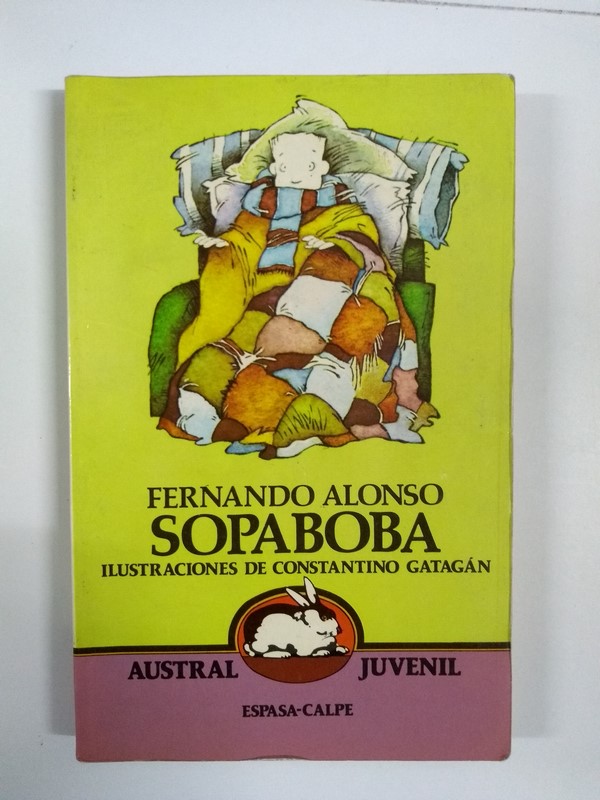 FERNANDO ALONSO
SOPABOBA
ILUSTRACIONES DE CONSTANTINO GATAGÁN
AUSTRAL JUVENIL
ESPASA-CALPE